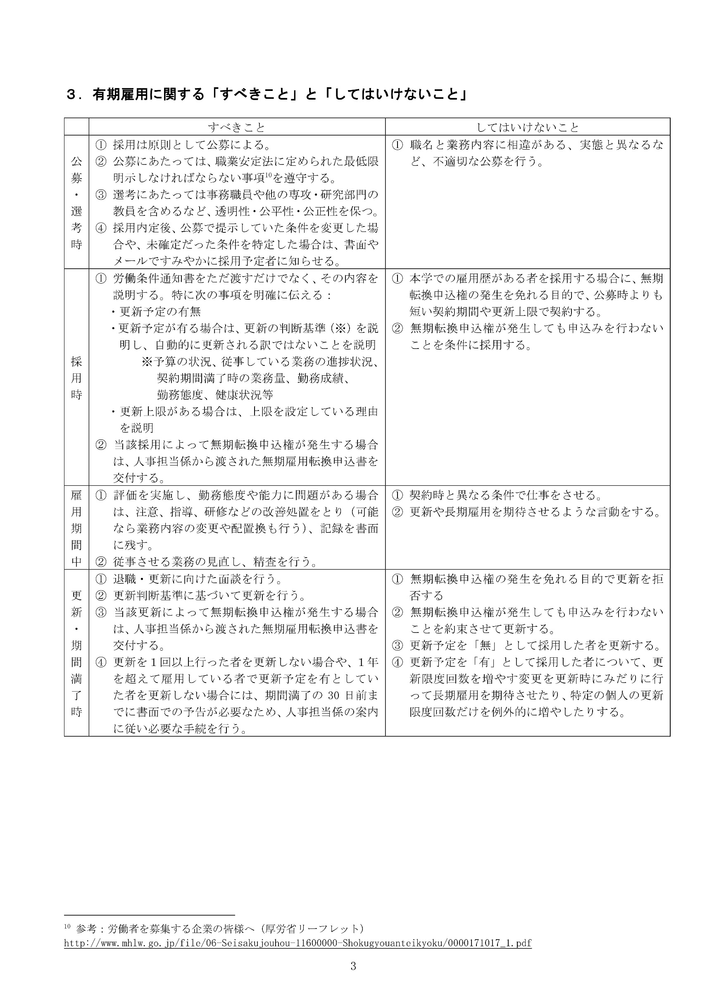 ３．有期雇用に関する「すべきこと」と「してはいけないこと」
すべきこと
してはいけないこと
公募・選考時
① 採用は原則として公募による。
② 公募にあたっては、職業安定法に定められた最低限
明示しなければならない事項10を遵守する。
③ 選考にあたっては事務職員や他の専攻・研究部門の
教員を含めるなど、透明性・公平性・公正性を保つ。
④ 採用内定後、公募で提示していた条件を変更した場
合や、未確定だった条件を特定した場合は、書面や
メールですみやかに採用予定者に知らせる。
① 職名と業務内容に相違がある、実態と異なるな
ど、不適切な公募を行う。
採用時
① 労働条件通知書をただ渡すだけでなく、その内容を
説明する。特に次の事項を明確に伝える：
・更新予定の有無
・更新予定が有る場合は、更新の判断基準（※）を説
明し、自動的に更新される訳ではないことを説明
※予算の状況、従事している業務の進捗状況、
契約期間満了時の業務量、勤務成績、
勤務態度、健康状況等
・更新上限がある場合は、上限を設定している理由
を説明
② 当該採用によって無期転換申込権が発生する場合
は、人事担当係から渡された無期雇用転換申込書を
交付する。
① 本学での雇用歴がある者を採用する場合に、無期
転換申込権の発生を免れる目的で、公募時よりも
短い契約期間や更新上限で契約する。
② 無期転換申込権が発生しても申込みを行わない
ことを条件に採用する。
雇用期間中
① 評価を実施し、勤務態度や能力に問題がある場合
は、注意、指導、研修などの改善処置をとり（可能
なら業務内容の変更や配置換も行う）、記録を書面
に残す。
② 従事させる業務の見直し、精査を行う。
① 契約時と異なる条件で仕事をさせる。
② 更新や長期雇用を期待させるような言動をする。
更新・期間満了時
① 退職・更新に向けた面談を行う。
② 更新判断基準に基づいて更新を行う。
③ 当該更新によって無期転換申込権が発生する場合
は、人事担当係から渡された無期雇用転換申込書を
交付する。
④ 更新を１回以上行った者を更新しない場合や、１年
を超えて雇用している者で更新予定を有としてい
た者を更新しない場合には、期間満了の 30 日前ま
でに書面での予告が必要なため、人事担当係の案内
に従い必要な手続を行う。
① 無期転換申込権の発生を免れる目的で更新を拒
否する
② 無期転換申込権が発生しても申込みを行わない
ことを約束させて更新する。
③ 更新予定を「無」として採用した者を更新する。
④ 更新予定を「有」として採用した者について、更
新限度回数を増やす変更を更新時にみだりに行
って長期雇用を期待させたり、特定の個人の更新
限度回数だけを例外的に増やしたりする。
10 参考：労働者を募集する企業の皆様へ（厚労省リーフレット）
http://www.mhlw.go.jp/file/06-Seisakujouhou-11600000-Shokugyouanteikyoku/0000171017_1.pdf
3